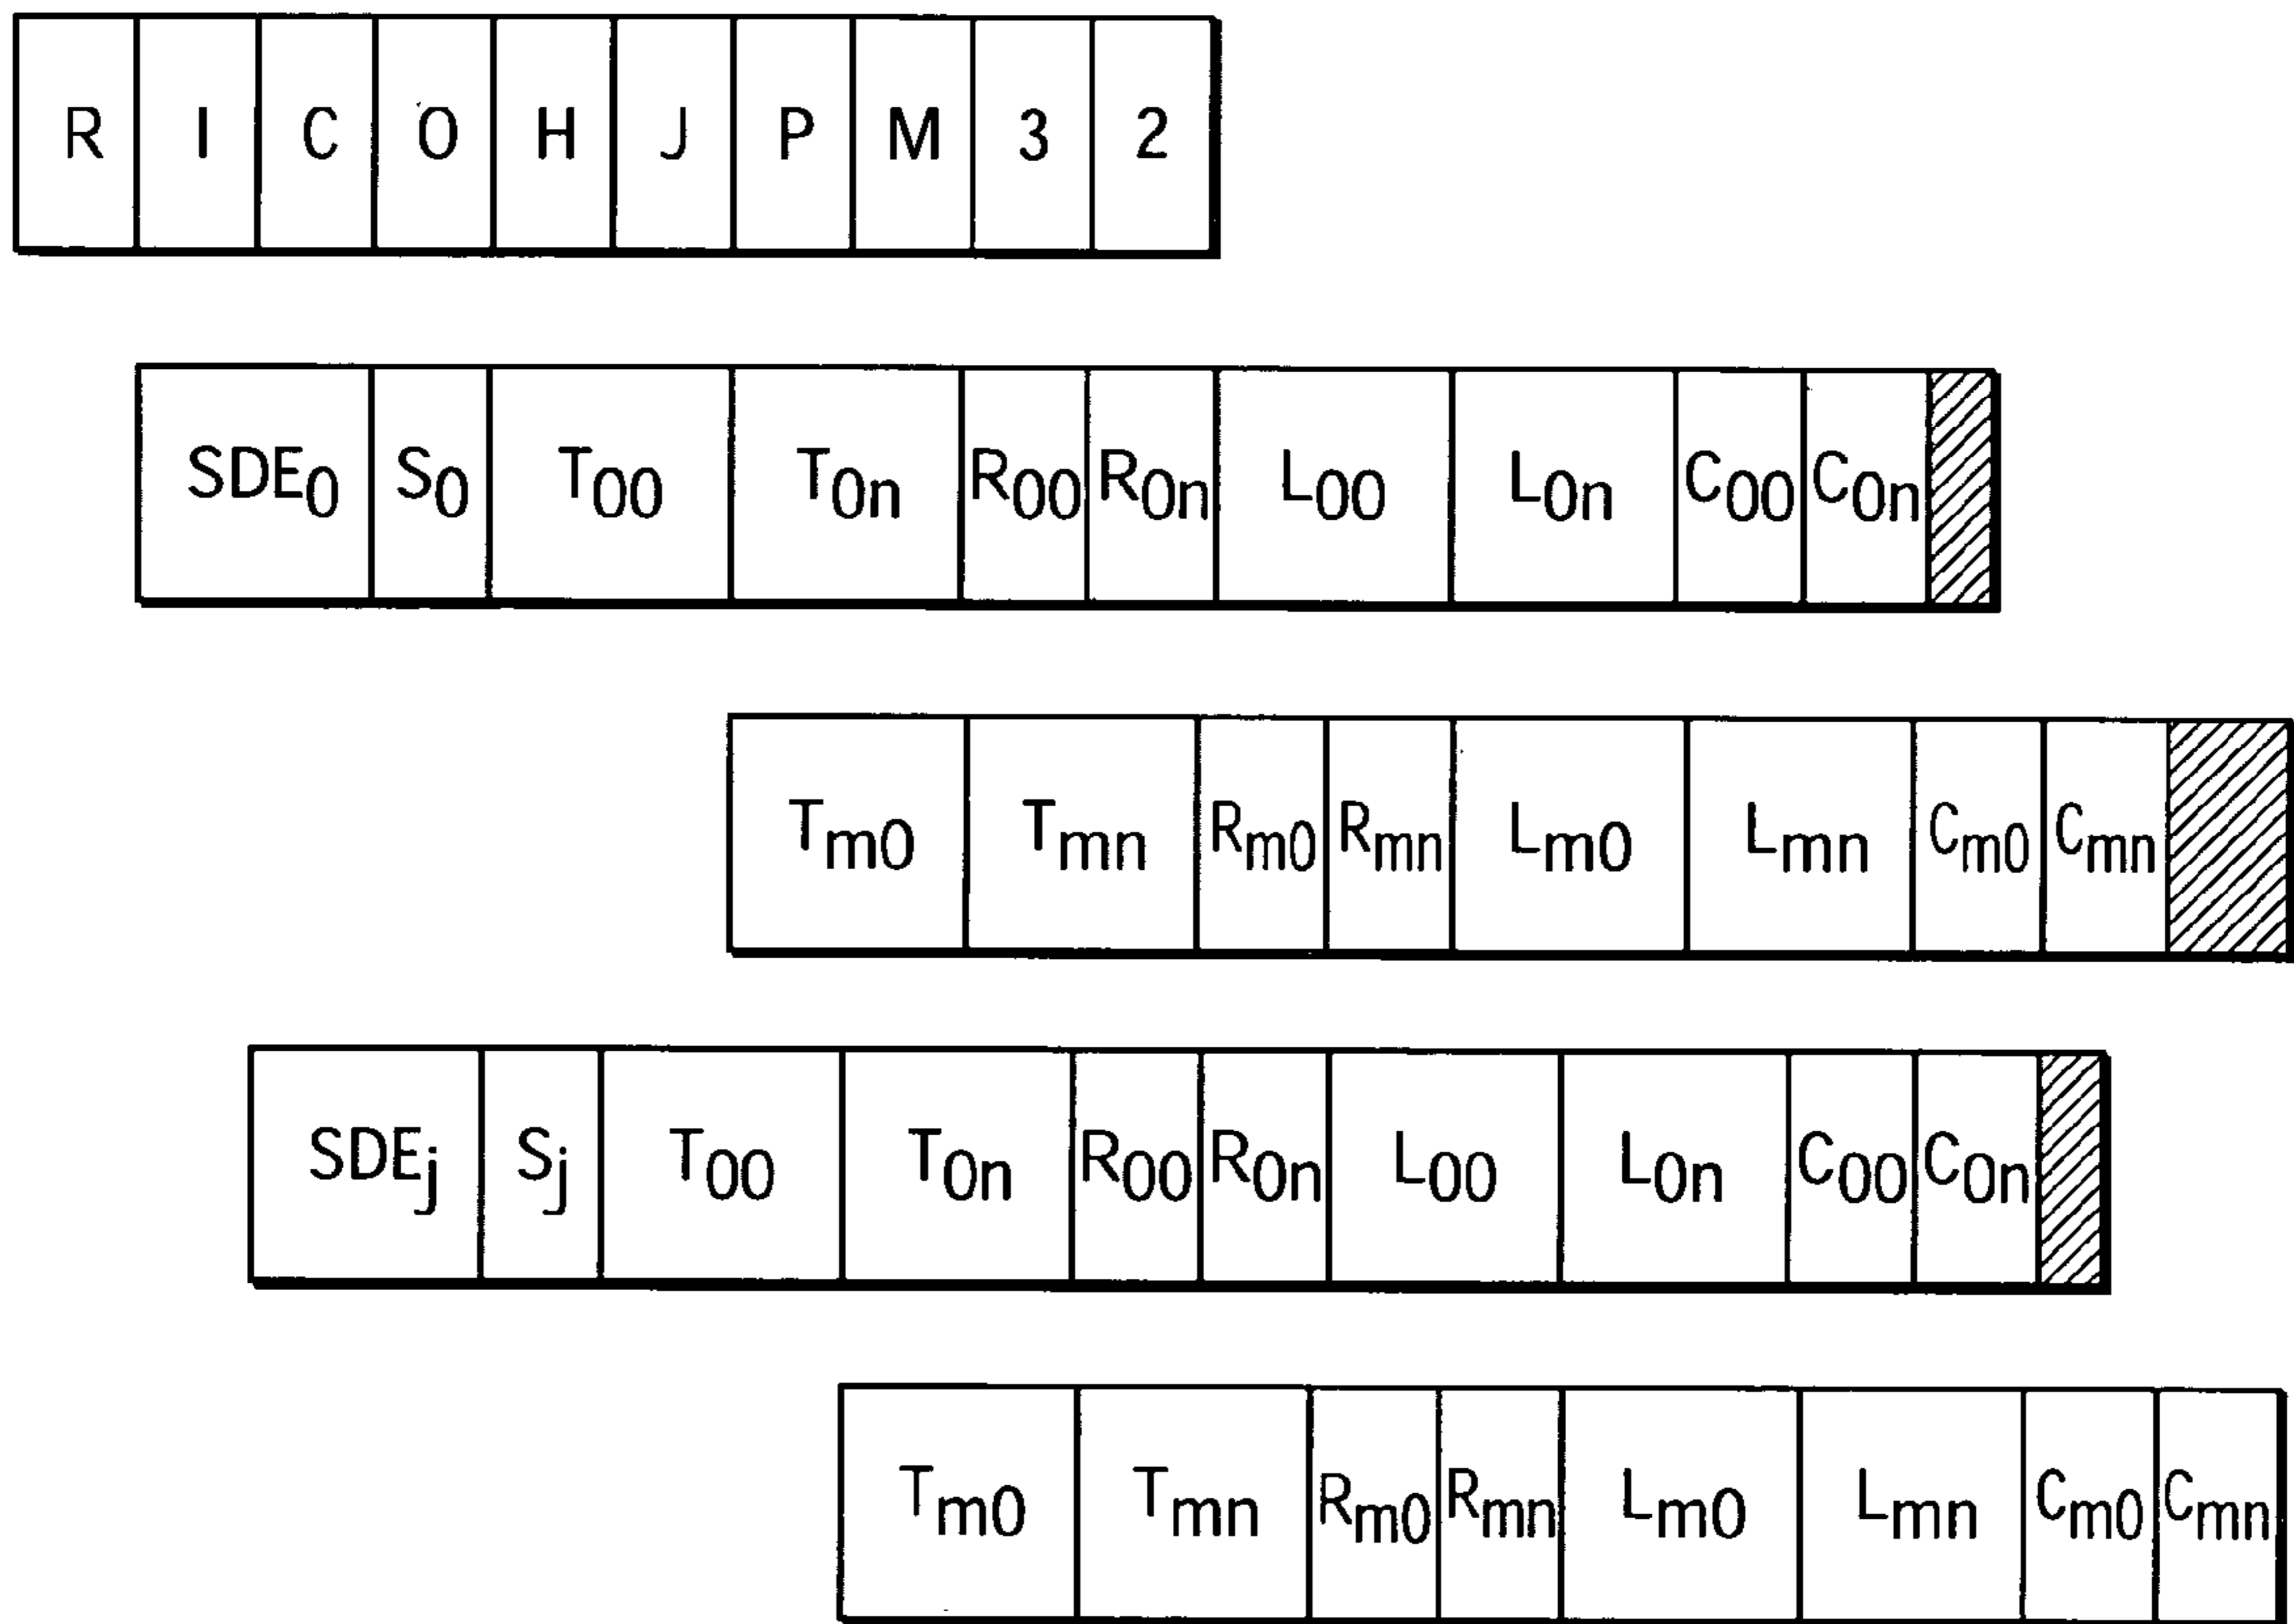 R I C O H J P M 3 2
SDE₀ S₀ T₀₀ T₀ₙ R₀₀ R₀ₙ L₀₀ L₀ₙ C₀₀ C₀ₙ
Tₘ₀ Tₘₙ Rₘ₀ Rₘₙ Lₘ₀ Lₘₙ Cₘ₀ Cₘₙ
SDEⱼ Sⱼ T₀₀ T₀ₙ R₀₀ R₀ₙ L₀₀ L₀ₙ C₀₀ C₀ₙ
Tₘ₀ Tₘₙ Rₘ₀ Rₘₙ Lₘ₀ Lₘₙ Cₘ₀ Cₘₙ